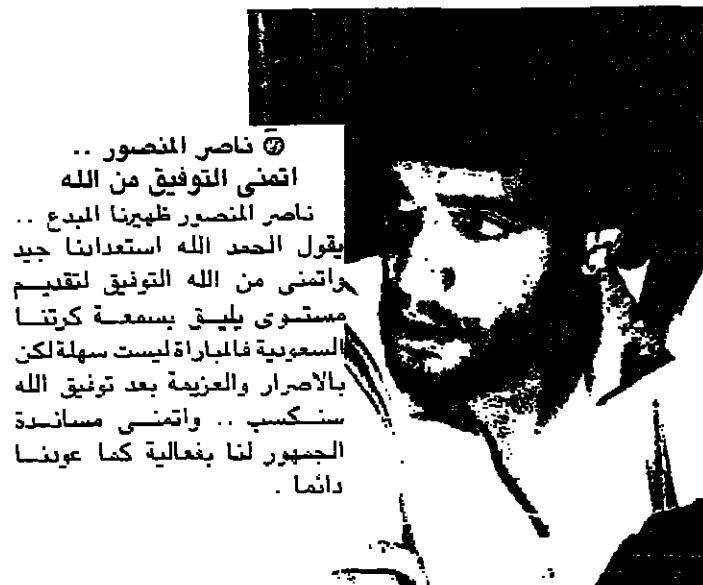 ناصر المنصور ..
اتمنى التوفيق من الله
ناصر المنصور ظهيرنا المبدع ..
يقول الحمد الله استعدادنا جيد
واتمنى من الله التوفيق لتقديم
مستوى يليق بسمعة كرتنا
السعودية فالمباراة ليست سهلة لكن
بالاصرار والعزيمة بعد توفيق الله
سنكسب .. واتمنى مساندة
الجمهور لنا بفعالية كما عودنا
دائما .